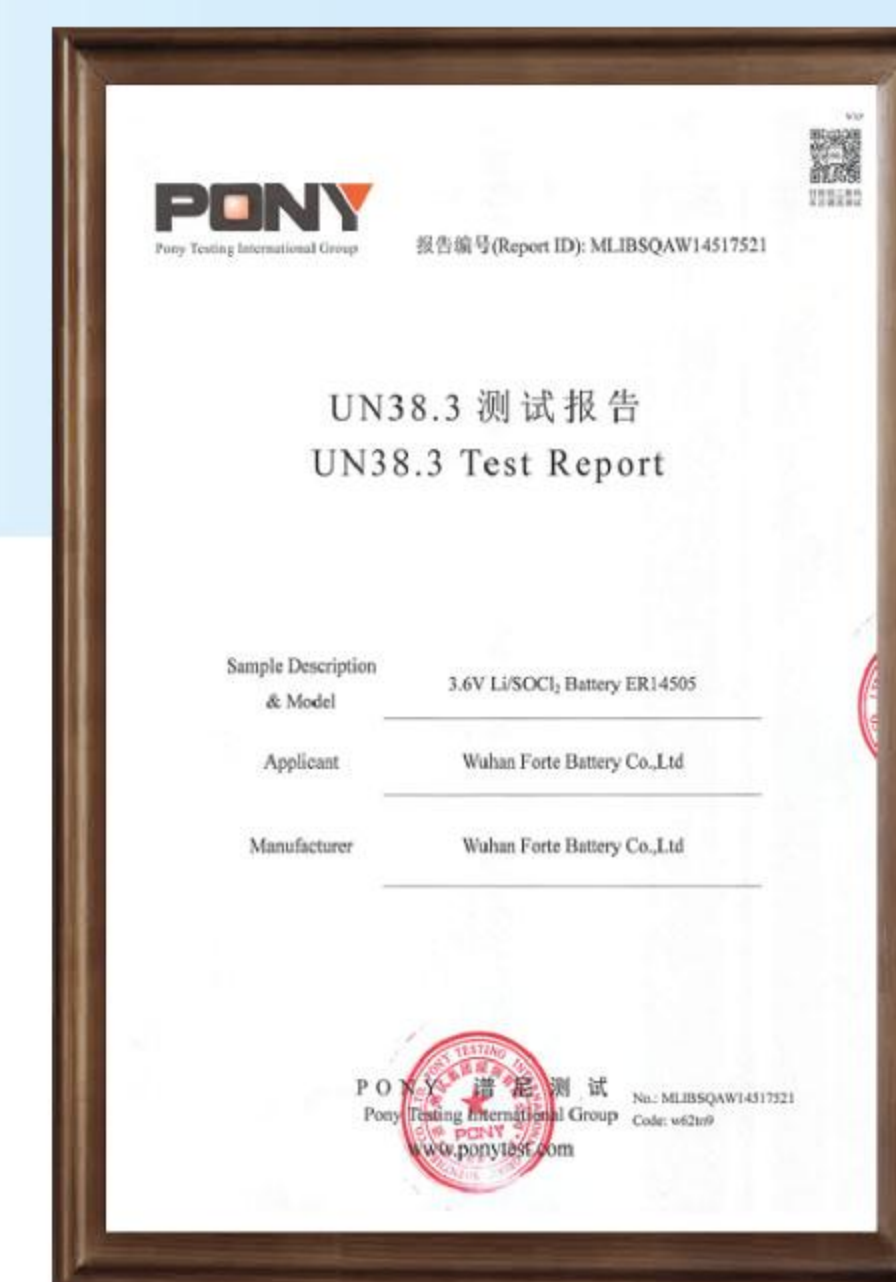 PONY
Pony Testing International Group
报告编号(Report ID): MLIBSQAW14517521
UN38.3 测试报告
UN38.3 Test Report
Sample Description
& Model
3.6V Li/SOCl₂ Battery ER14505
Applicant
Wuhan Forte Battery Co.,Ltd
Manufacturer
Wuhan Forte Battery Co.,Ltd
PONY 谱尼测试
Pony Testing International Group
www.ponytest.com
No.: MLIBSQAW14517521
PONY